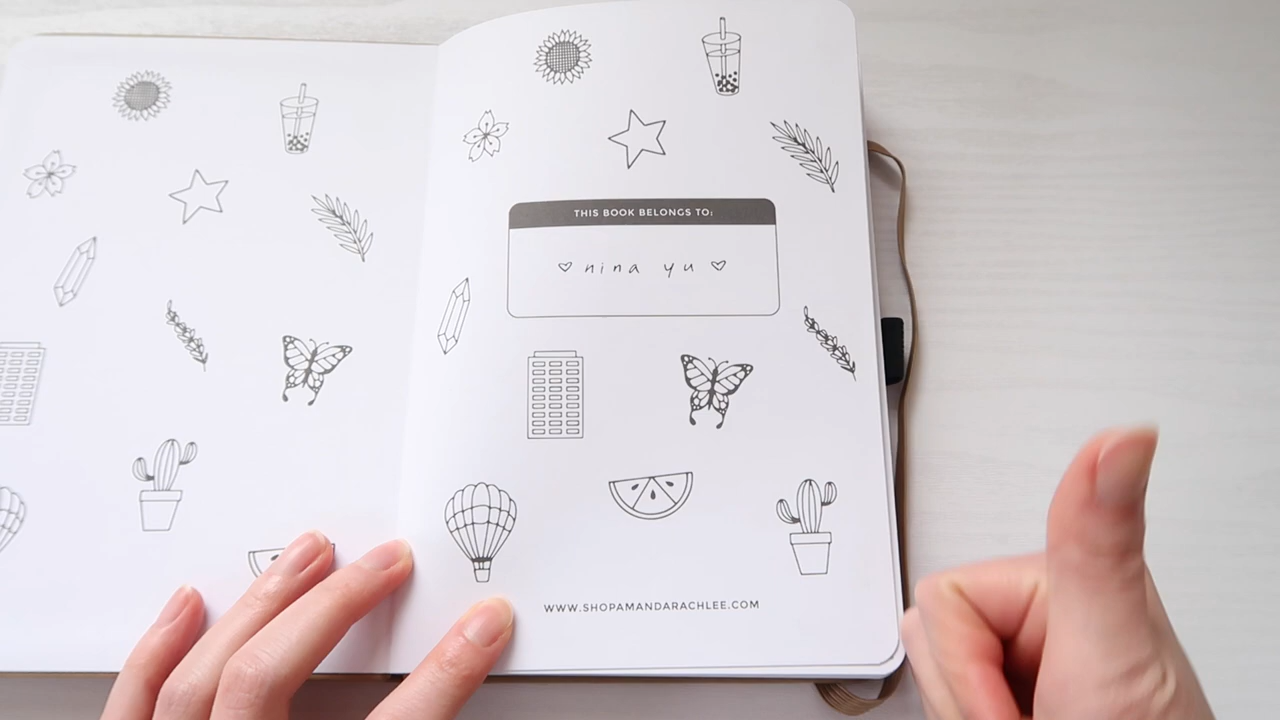 THIS BOOK BELONGS TO:
♡ nina yu ♡
WWW.SHOPAMANDARACHLEE.COM